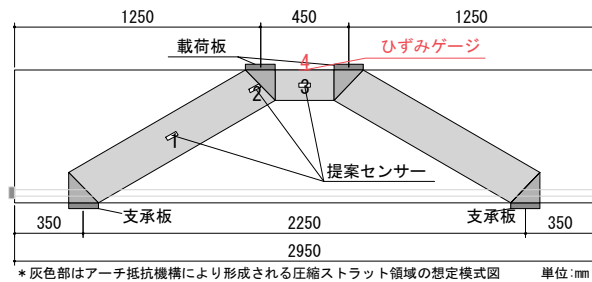 1250 450 1250
載荷板 4 ひずみゲージ
2 3
1
提案センサー
支承板 支承板
350 2250 350
2950
*灰色部はアーチ抵抗機構により形成される圧縮ストラット領域の想定模式図 単位:mm